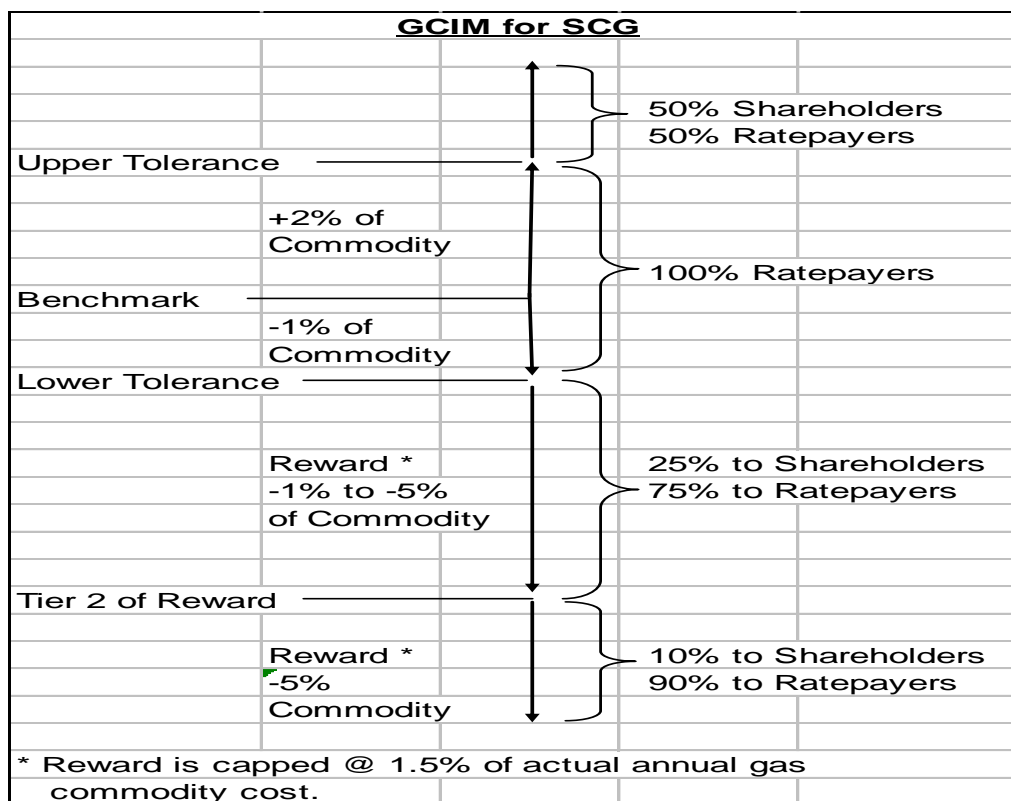 GCIM for SCG
50% Shareholders
50% Ratepayers
Upper Tolerance
+2% of
Commodity
100% Ratepayers
Benchmark
-1% of
Commodity
Lower Tolerance
Reward *
25% to Shareholders
-1% to -5%
75% to Ratepayers
of Commodity
Tier 2 of Reward
Reward *
10% to Shareholders
-5%
90% to Ratepayers
Commodity
* Reward is capped @ 1.5% of actual annual gas
commodity cost.